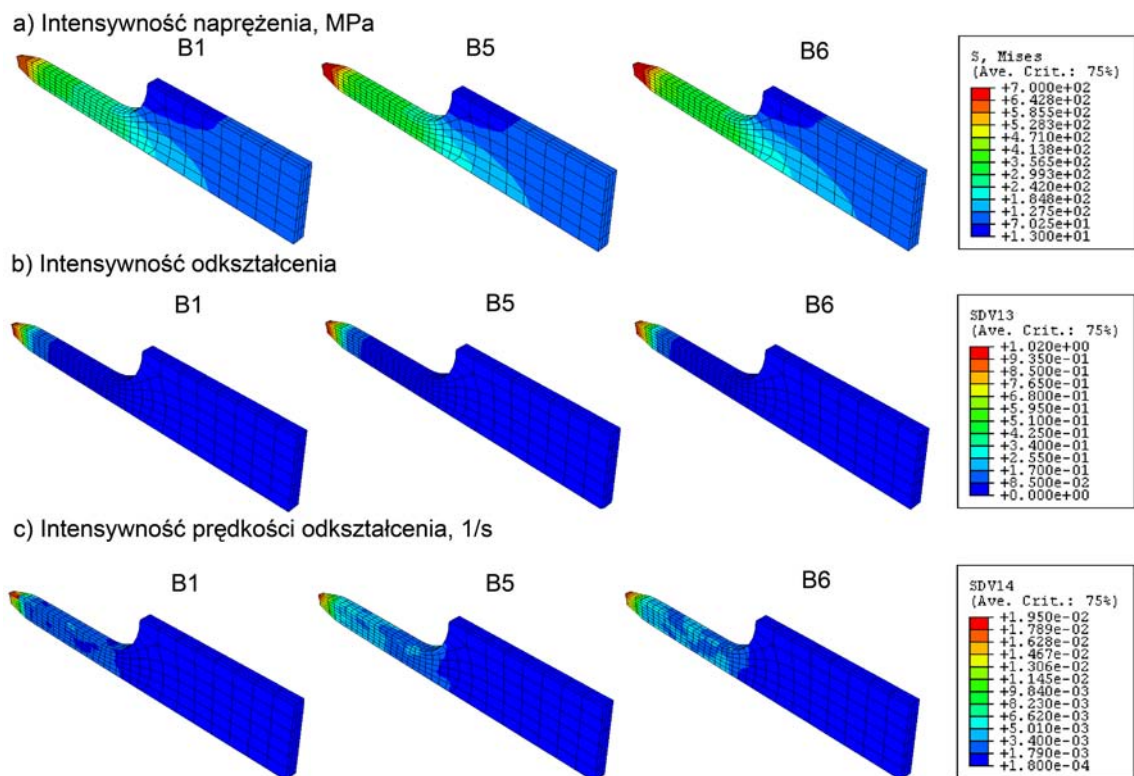 a) Intensywność naprężenia, MPa
B1
B5
B6
S, Mises
(Ave. Crit.: 75%)
+7.000e+02
+6.428e+02
+5.855e+02
+5.283e+02
+4.710e+02
+4.138e+02
+3.565e+02
+2.993e+02
+2.420e+02
+1.848e+02
+1.275e+02
+7.025e+01
+1.300e+01
b) Intensywność odkształcenia
B1
B5
B6
SDV13
(Ave. Crit.: 75%)
+1.020e+00
+9.350e-01
+8.500e-01
+7.650e-01
+6.800e-01
+5.950e-01
+5.100e-01
+4.250e-01
+3.400e-01
+2.550e-01
+1.700e-01
+8.500e-02
+0.000e+00
c) Intensywność prędkości odkształcenia, 1/s
B1
B5
B6
SDV14
(Ave. Crit.: 75%)
+1.950e-02
+1.789e-02
+1.628e-02
+1.467e-02
+1.306e-02
+1.145e-02
+9.840e-03
+8.230e-03
+6.620e-03
+5.010e-03
+3.400e-03
+1.790e-03
+1.800e-04